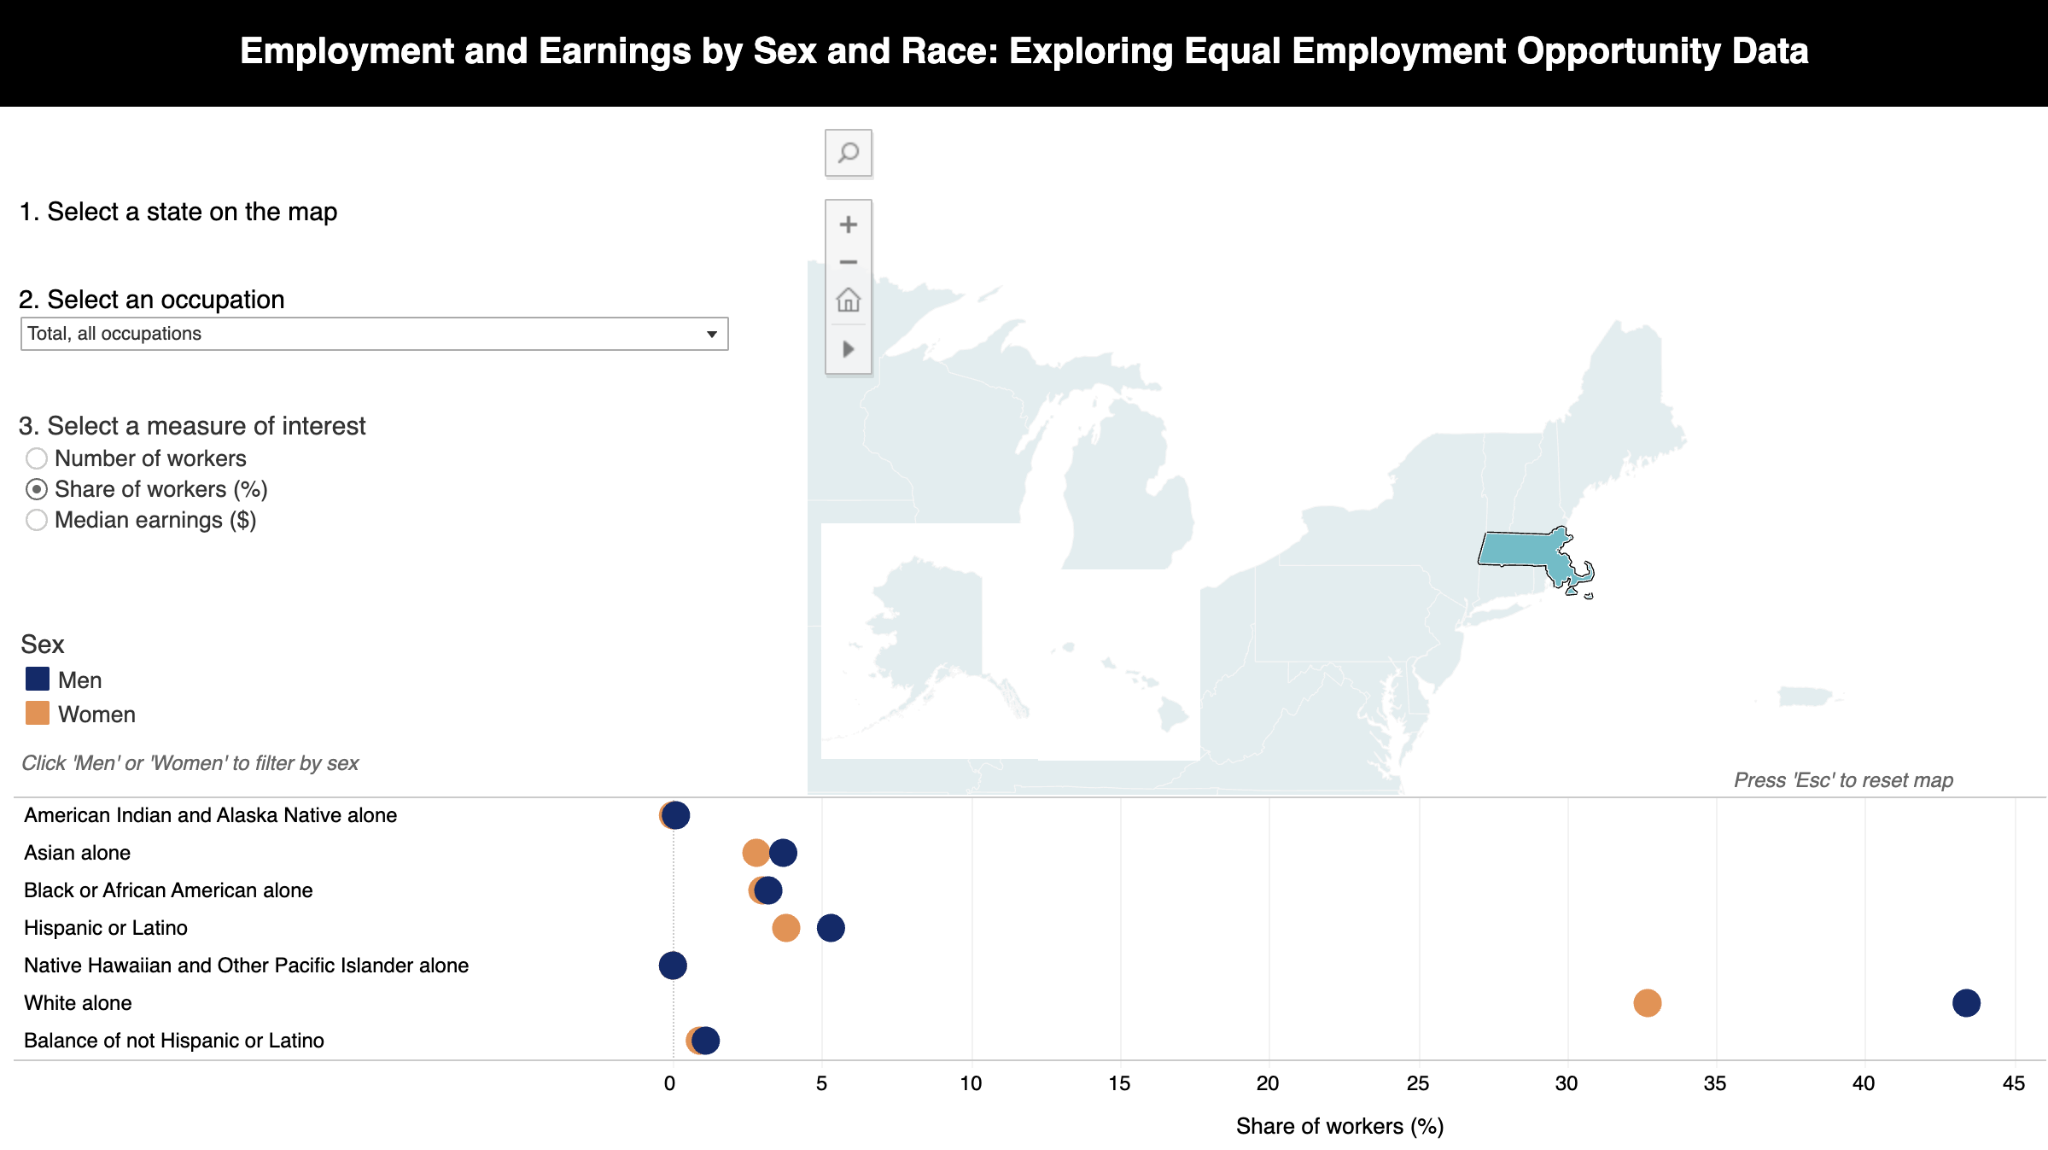 Employment and Earnings by Sex and Race: Exploring Equal Employment Opportunity Data
1. Select a state on the map
2. Select an occupation
Total, all occupations
3. Select a measure of interest
Number of workers
Share of workers (%)
Median earnings ($)
Sex
Men
Women
Click 'Men' or 'Women' to filter by sex
Press 'Esc' to reset map
American Indian and Alaska Native alone
Asian alone
Black or African American alone
Hispanic or Latino
Native Hawaiian and Other Pacific Islander alone
White alone
Balance of not Hispanic or Latino
0 5 10 15 20 25 30 35 40 45
Share of workers (%)